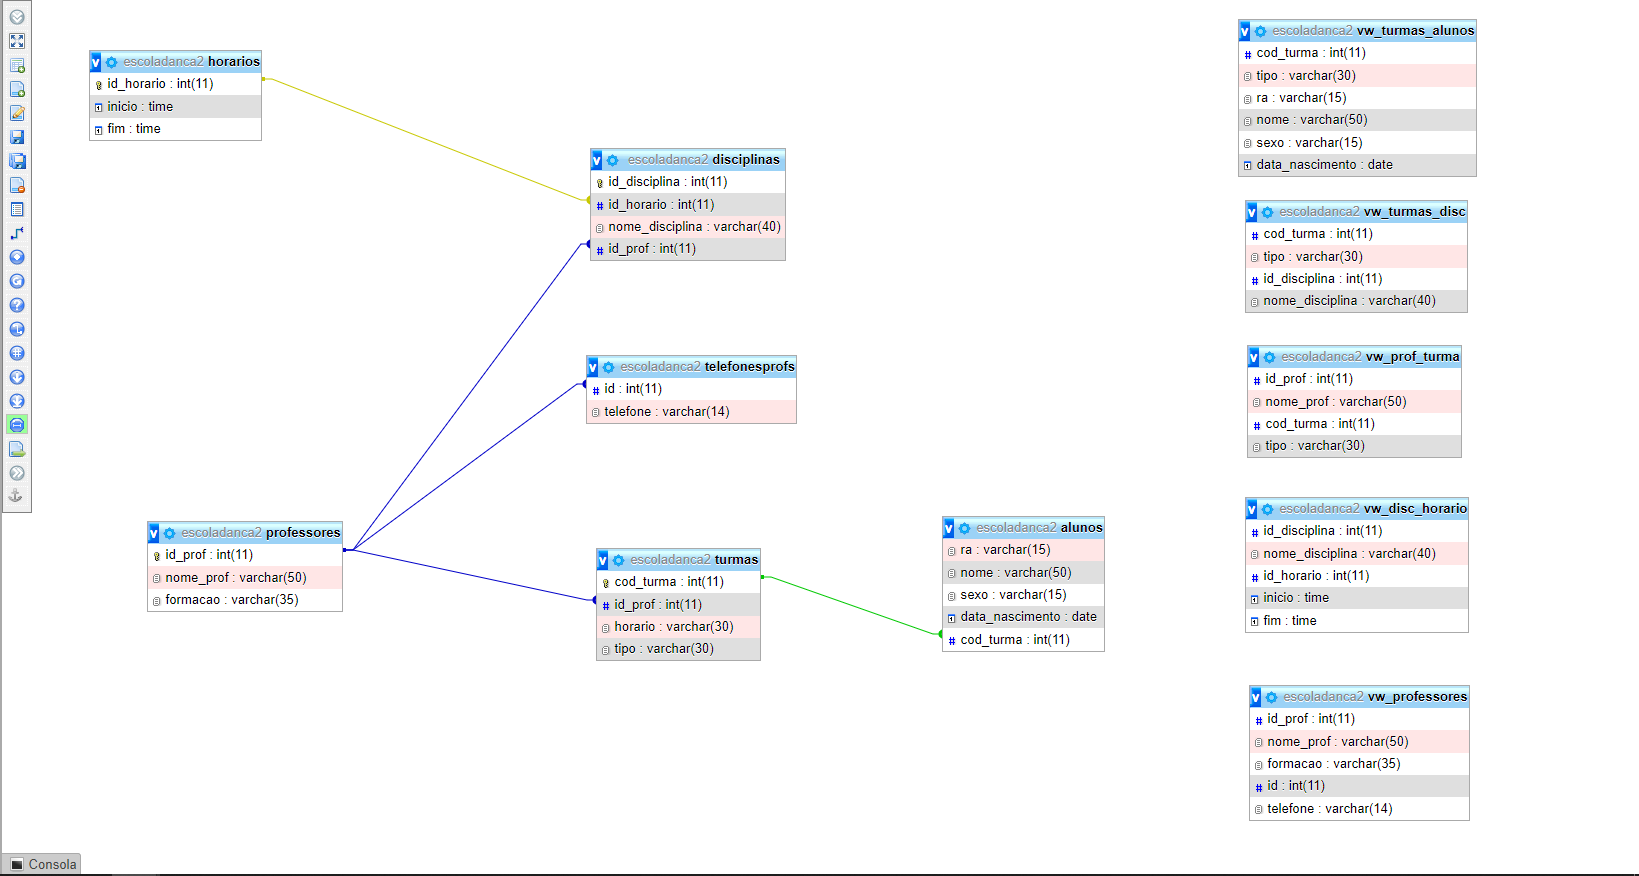 escoladanca2 horarios
id_horario : int(11)
inicio : time
fim : time
escoladanca2 disciplinas
id_disciplina : int(11)
id_horario : int(11)
nome_disciplina : varchar(40)
id_prof : int(11)
escoladanca2 telefonesprofs
id : int(11)
telefone : varchar(14)
escoladanca2 professores
id_prof : int(11)
nome_prof : varchar(50)
formacao : varchar(35)
escoladanca2 turmas
cod_turma : int(11)
id_prof : int(11)
horario : varchar(30)
tipo : varchar(30)
escoladanca2 alunos
ra : varchar(15)
nome : varchar(50)
sexo : varchar(15)
data_nascimento : date
cod_turma : int(11)
escoladanca2 vw_turmas_alunos
cod_turma : int(11)
tipo : varchar(30)
ra : varchar(15)
nome : varchar(50)
sexo : varchar(15)
data_nascimento : date
escoladanca2 vw_turmas_disc
cod_turma : int(11)
tipo : varchar(30)
id_disciplina : int(11)
nome_disciplina : varchar(40)
escoladanca2 vw_prof_turma
id_prof : int(11)
nome_prof : varchar(50)
cod_turma : int(11)
tipo : varchar(30)
escoladanca2 vw_disc_horario
id_disciplina : int(11)
nome_disciplina : varchar(40)
id_horario : int(11)
inicio : time
fim : time
escoladanca2 vw_professores
id_prof : int(11)
nome_prof : varchar(50)
formacao : varchar(35)
id : int(11)
telefone : varchar(14)
Consola